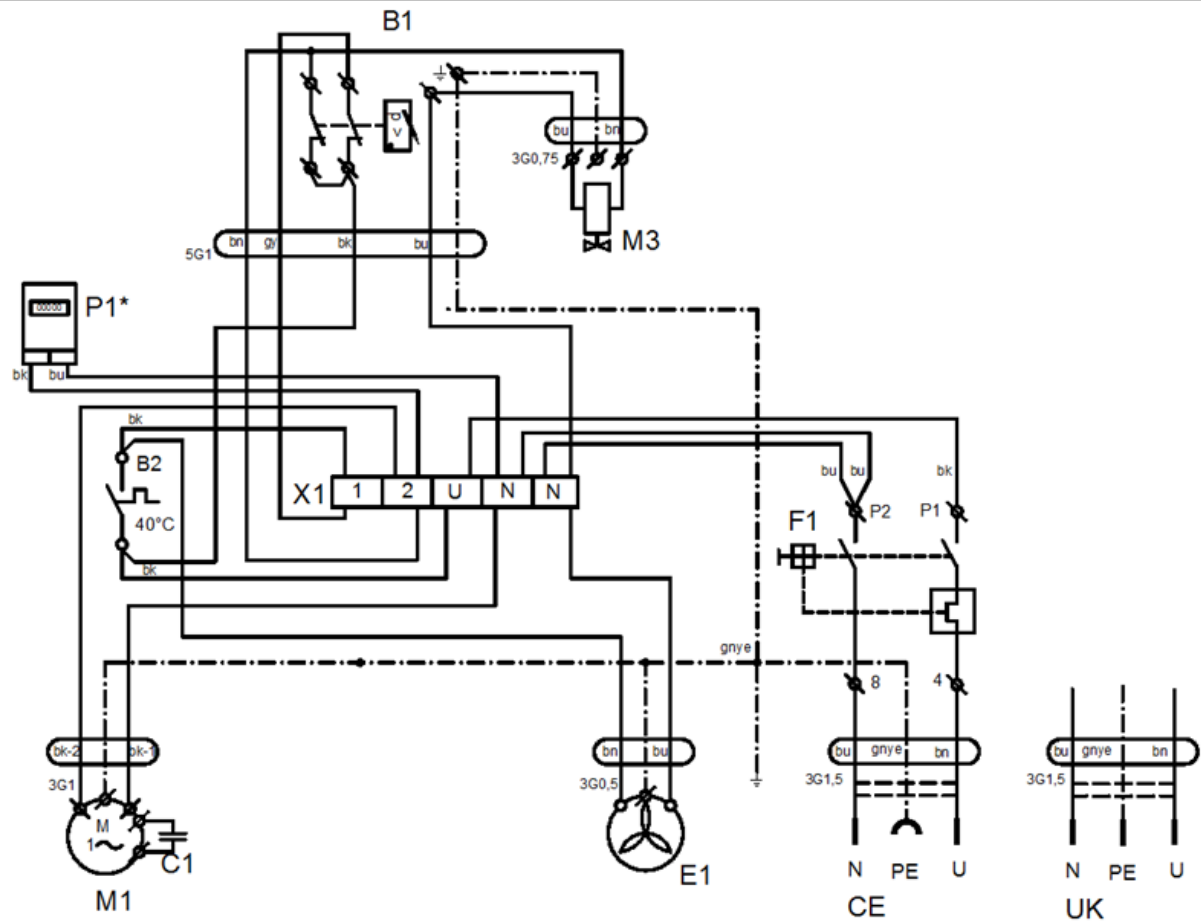 B1
bu bn
3G0,75
M3
bn gy bk bu
5G1
00000
P1*
bk bu
bk
B2
40°C
bk
X1 1 2 U N N
bu bu bk
P2 P1
F1
gnye
8 4
bk-2 bk-1
3G1
M
1
C1
M1
bn bu
3G0,5
E1
bu gnye bn
3G1,5
N PE U
CE
bu gnye bn
3G1,5
N PE U
UK